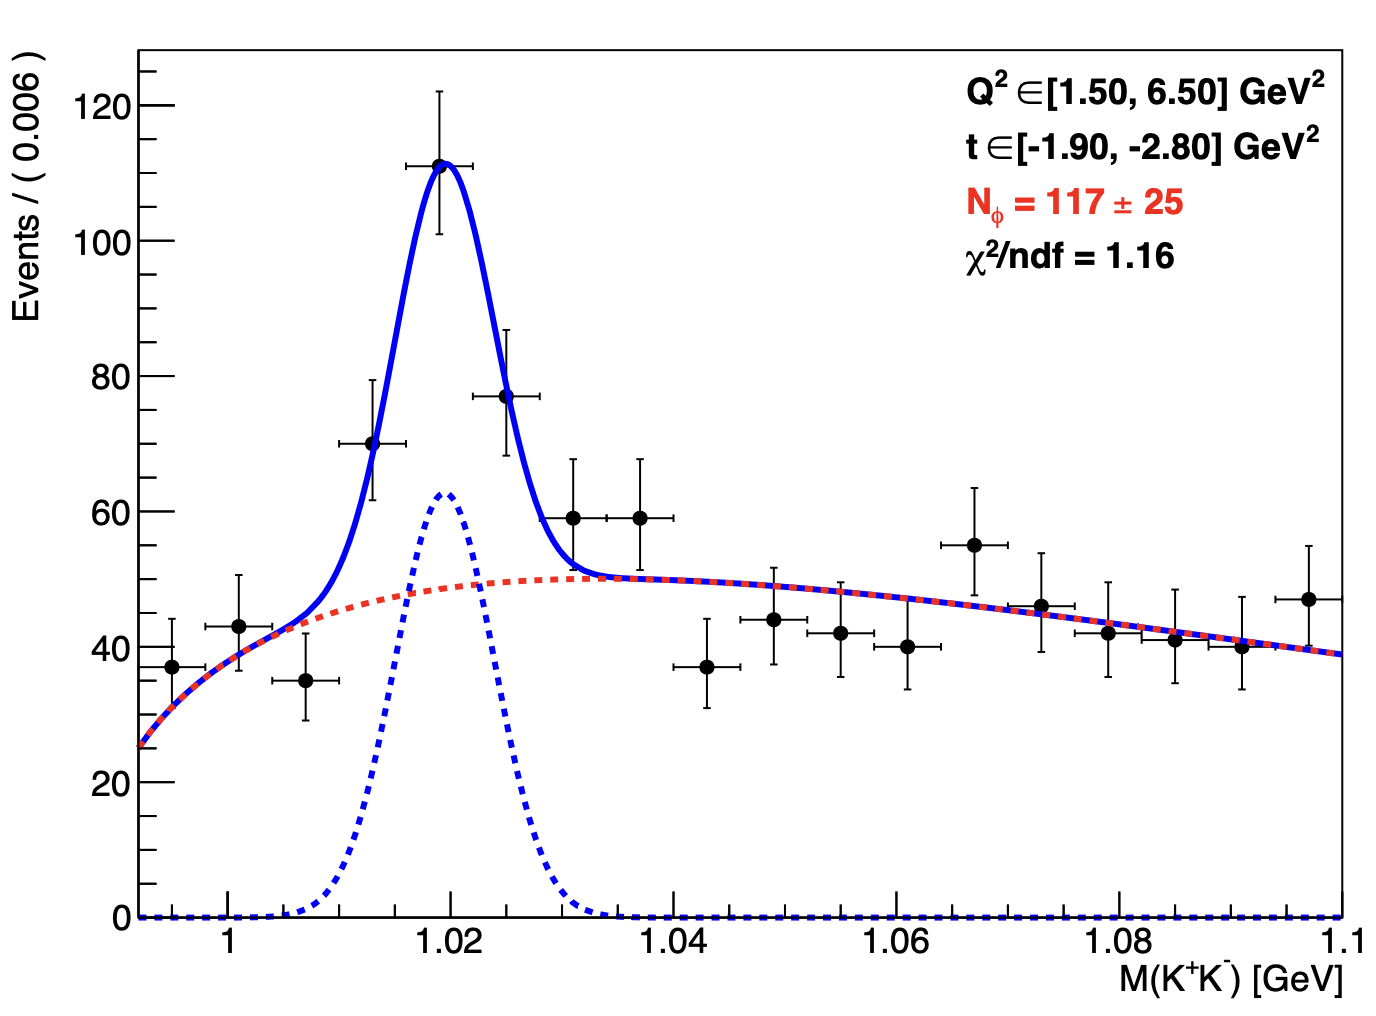 Events / ( 0.006 )
Q² ∈[1.50, 6.50] GeV²
t ∈[-1.90, -2.80] GeV²
N_ϕ = 117 ± 25
χ²/ndf = 1.16
120
100
80
60
40
20
0
1 1.02 1.04 1.06 1.08 1.1
M(K⁺K⁻) [GeV]